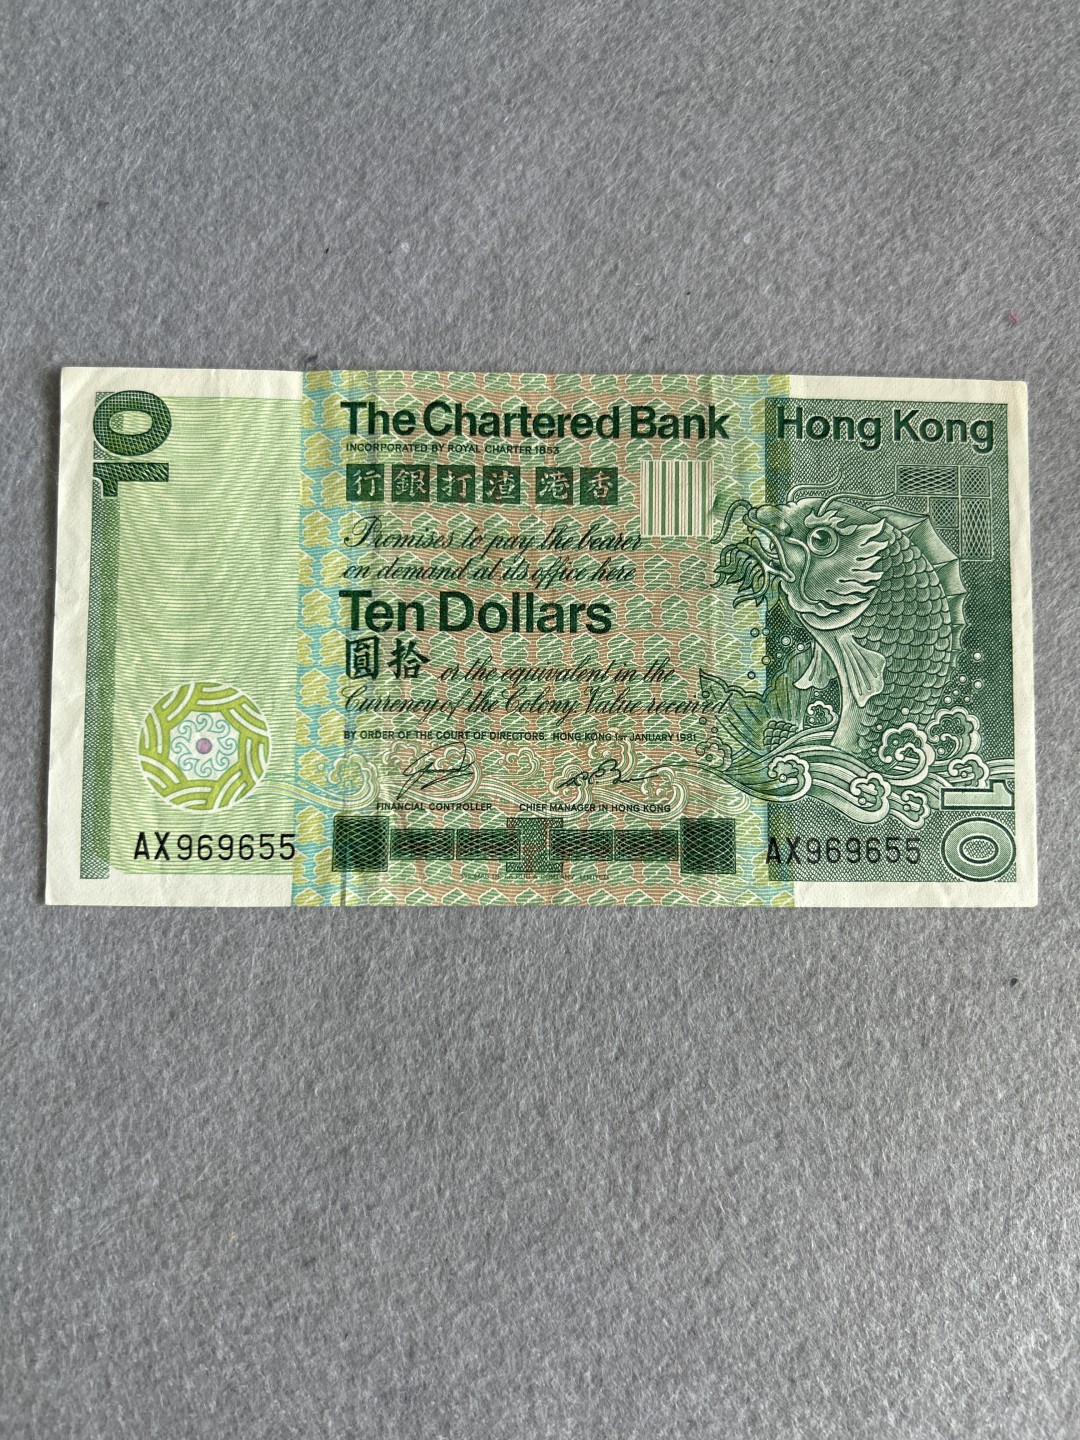 10
The Chartered Bank
Hong Kong
INCORPORATED BY ROYAL CHARTER 1853
行銀打渣港香
Promises to pay the bearer
on demand at its office here
Ten Dollars
圓拾 or the equivalent in the
Currency of the Colony Value received
BY ORDER OF THE COURT OF DIRECTORS. HONG KONG 1ST JANUARY 1981
FINANCIAL CONTROLLER. CHIEF MANAGER IN HONG KONG
AX969655
AX969655
10